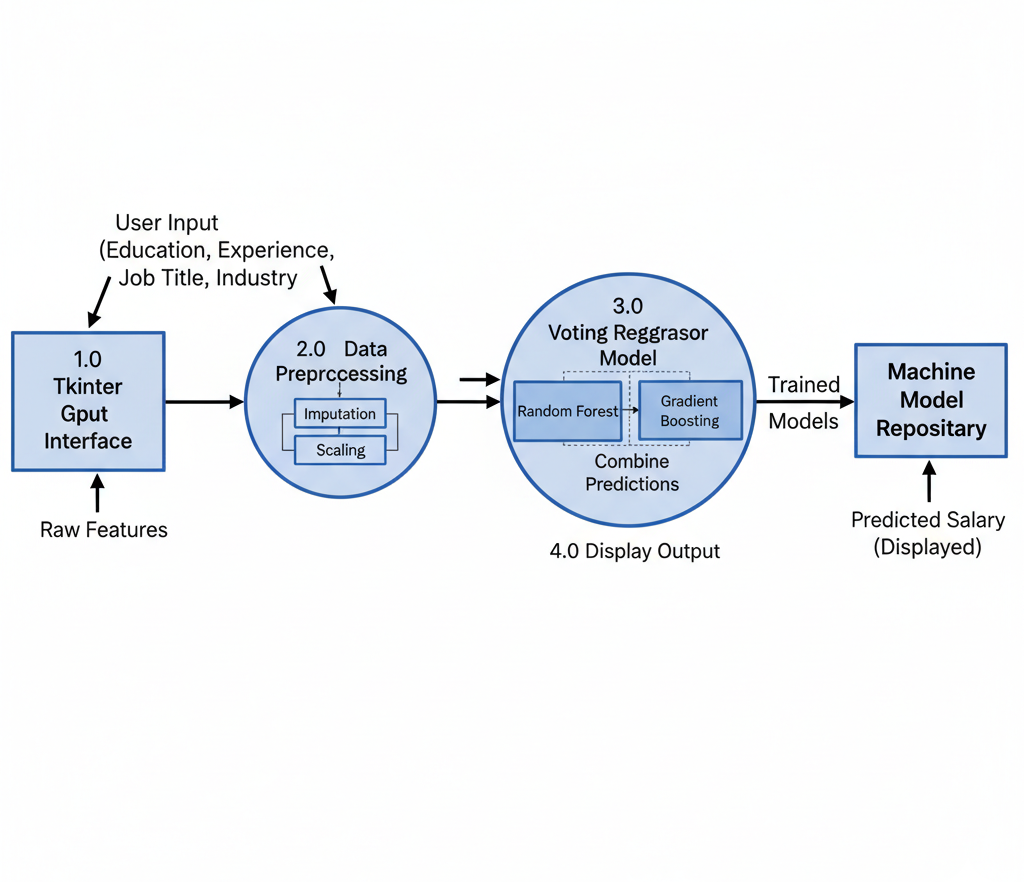 User Input
(Education, Experience,
Job Title, Industry
1.0
Tkinter
Gput
Interface
Raw Features
2.0 Data
Preprccessing
Imputation
Scaling
3.0
Voting Reggrasor
Model
Random Forest
Gradient
Boosting
Combine
Predictions
4.0 Display Output
Trained
Models
Machine
Model
Repositary
Predicted Salary
(Displayed)